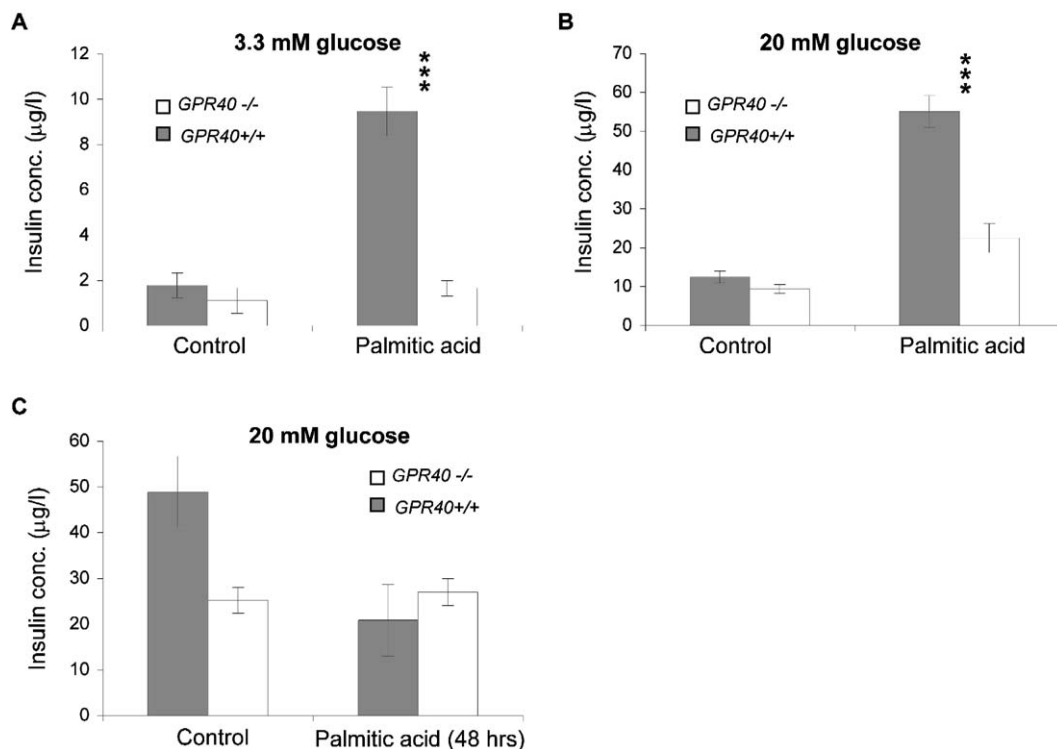 A
3.3 mM glucose
Insulin conc. (µg/l)
12
10
8
6
4
2
0
GPR40 -/-
GPR40+/+
***
Control
Palmitic acid
B
20 mM glucose
Insulin conc. (µg/l)
70
60
50
40
30
20
10
0
GPR40 -/-
GPR40+/+
***
Control
Palmitic acid
C
20 mM glucose
Insulin conc. (µg/l)
60
50
40
30
20
10
0
GPR40 -/-
GPR40+/+
Control
Palmitic acid (48 hrs)